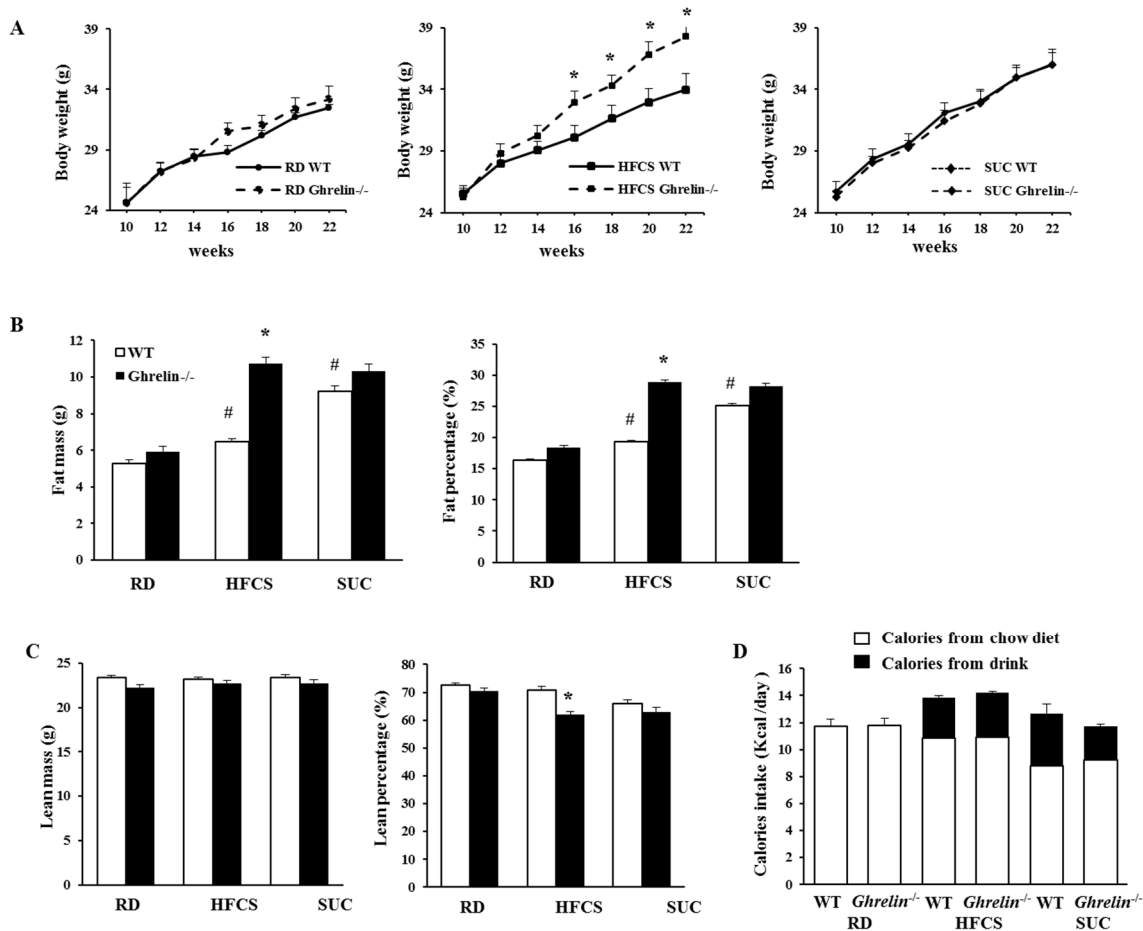 A
Body weight (g)
39
34
29
24
RD WT
RD Ghrelin-/-
10 12 14 16 18 20 22
weeks
Body weight (g)
39
34
29
24
* * * *
HFCS WT
HFCS Ghrelin-/-
10 12 14 16 18 20 22
weeks
Body weight (g)
39
34
29
24
SUC WT
SUC Ghrelin-/-
10 12 14 16 18 20 22
weeks
B
Fat mass (g)
12
10
8
6
4
2
0
WT
Ghrelin-/-
# * #
RD HFCS SUC
Fat percentage (%)
35
30
25
20
15
10
5
0
# * #
RD HFCS SUC
C
Lean mass (g)
25
20
15
10
5
0
RD HFCS SUC
Lean percentage (%)
80
70
60
50
40
30
20
10
0
*
RD HFCS SUC
D
Calories from chow diet
Calories from drink
Calories intake (Kcal /day)
16
14
12
10
8
6
4
2
0
WT Ghrelin-/- WT Ghrelin-/- WT Ghrelin-/-
RD HFCS SUC